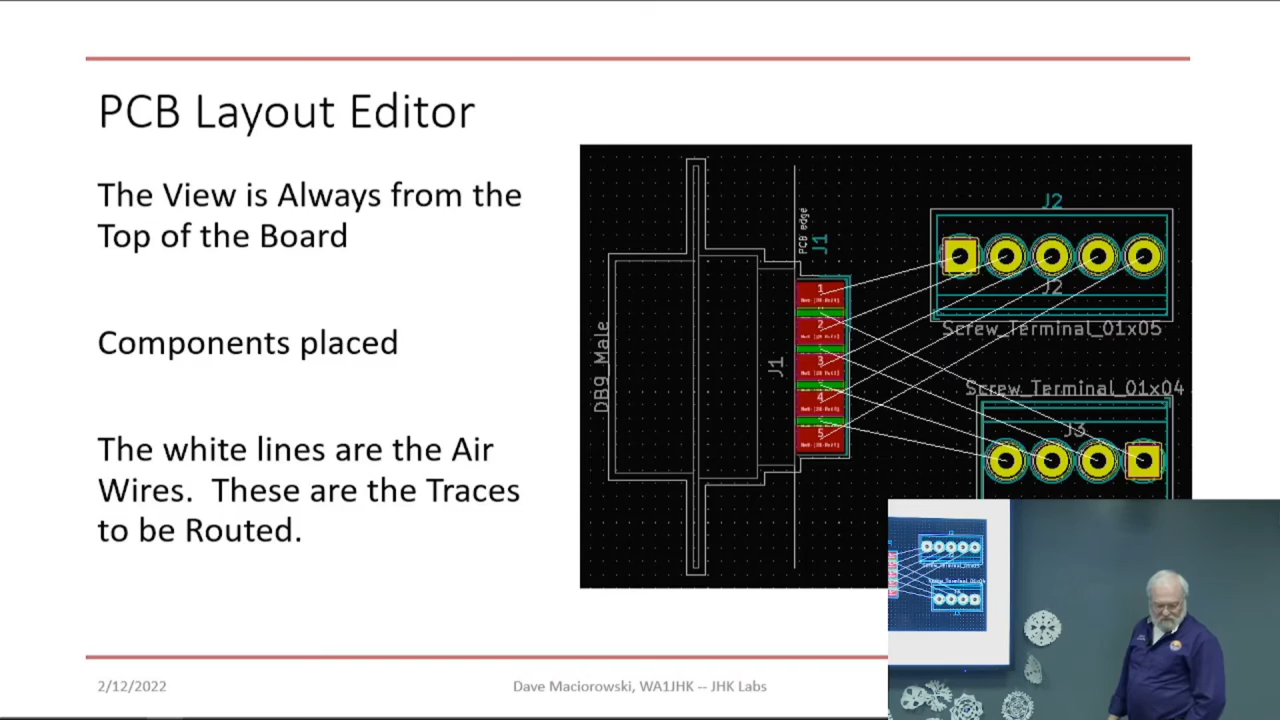 PCB Layout Editor
The View is Always from the
Top of the Board
Components placed
The white lines are the Air
Wires. These are the Traces
to be Routed.
DB9_Male
J1
PCB edge
J1
1
2
3
4
5
J2
J2
Screw_Terminal_01x05
Screw_Terminal_01x04
J3
2/12/2022
Dave Maciorowski, WA1JHK -- JHK Labs